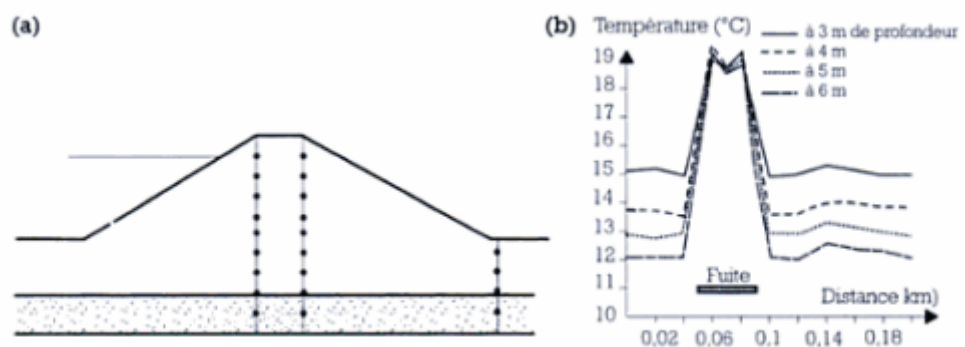 (a)
(b) Température (°C)
à 3 m de profondeur
à 4 m
à 5 m
à 6 m
19
18
17
16
15
14
13
12
11
10
Fuite
Distance km)
0,02 0,06 0,1 0,14 0,18